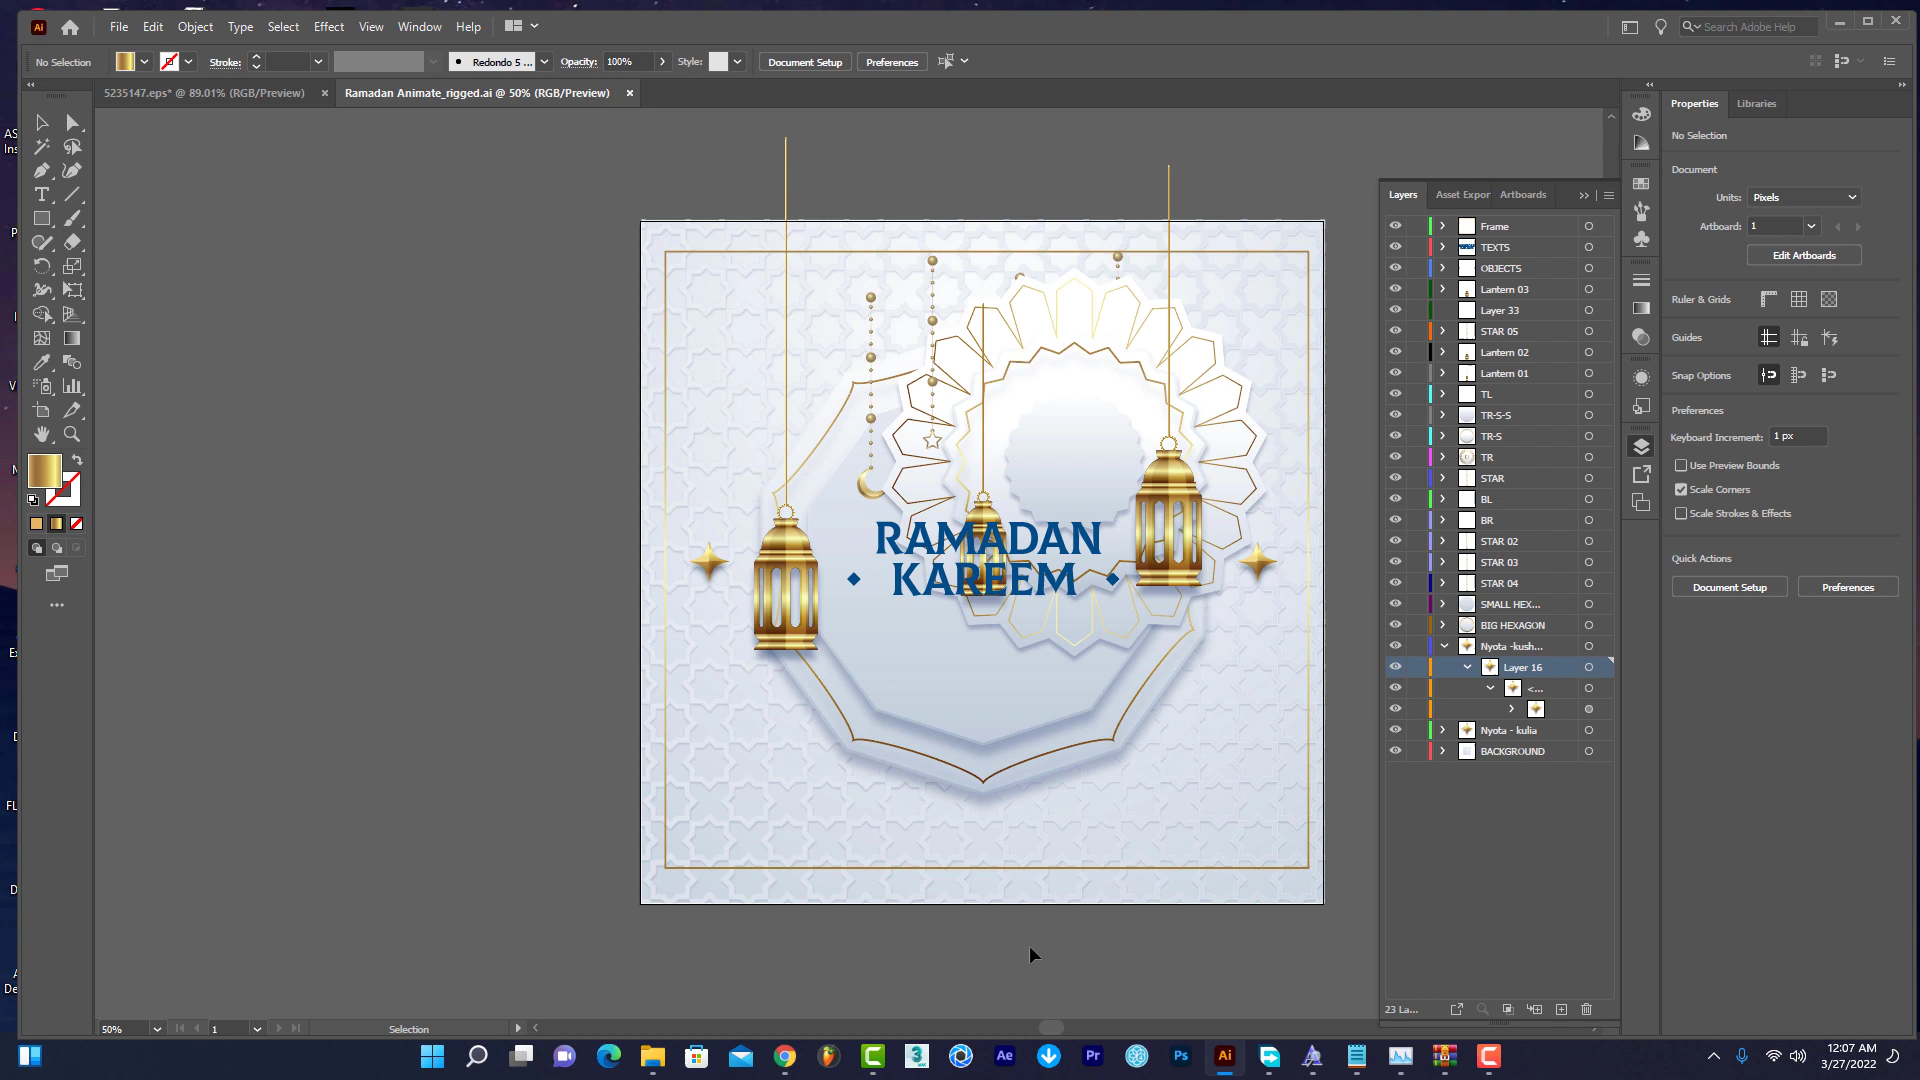 File Edit Object Type Select Effect View Window Help
Search Adobe Help
No Selection
Stroke:
Redondo 5 ...
Opacity: 100%
Style:
Document Setup
Preferences
5235147.eps* @ 89.01% (RGB/Preview)
Ramadan Animate_rigged.ai @ 50% (RGB/Preview)
Properties
Libraries
No Selection
Document
Units: Pixels
Artboard: 1
Edit Artboards
Ruler & Grids
Guides
Snap Options
Preferences
Keyboard Increment: 1 px
Use Preview Bounds
Scale Corners
Scale Strokes & Effects
Quick Actions
Document Setup
Preferences
Layers
Asset Expor
Artboards
Frame
TEXTS
OBJECTS
Lantern 03
Layer 33
STAR 05
Lantern 02
Lantern 01
TL
TR-S-S
TR-S
TR
STAR
BL
BR
STAR 02
STAR 03
STAR 04
SMALL HEX...
BIG HEXAGON
Nyota -kush...
Layer 16
<...
Nyota - kulia
BACKGROUND
23 La...
RAMADAN
KAREEM
50%
1
Selection
12:07 AM
3/27/2022